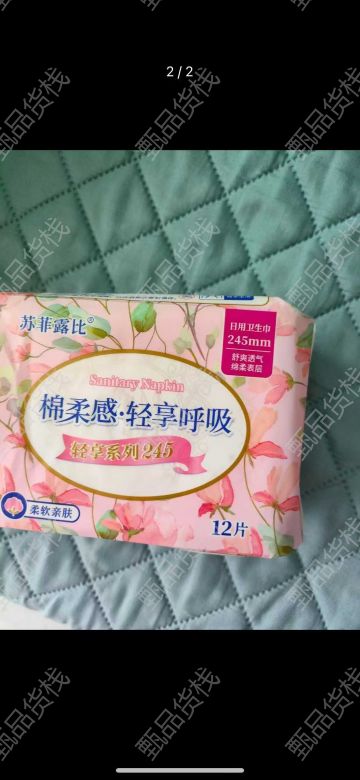 2 / 2
苏菲露比®
日用卫生巾
245mm
舒爽透气
绵柔表层
Sanitary Napkin
棉柔感·轻享呼吸
轻享系列245
柔软亲肤
12片
甄品货栈